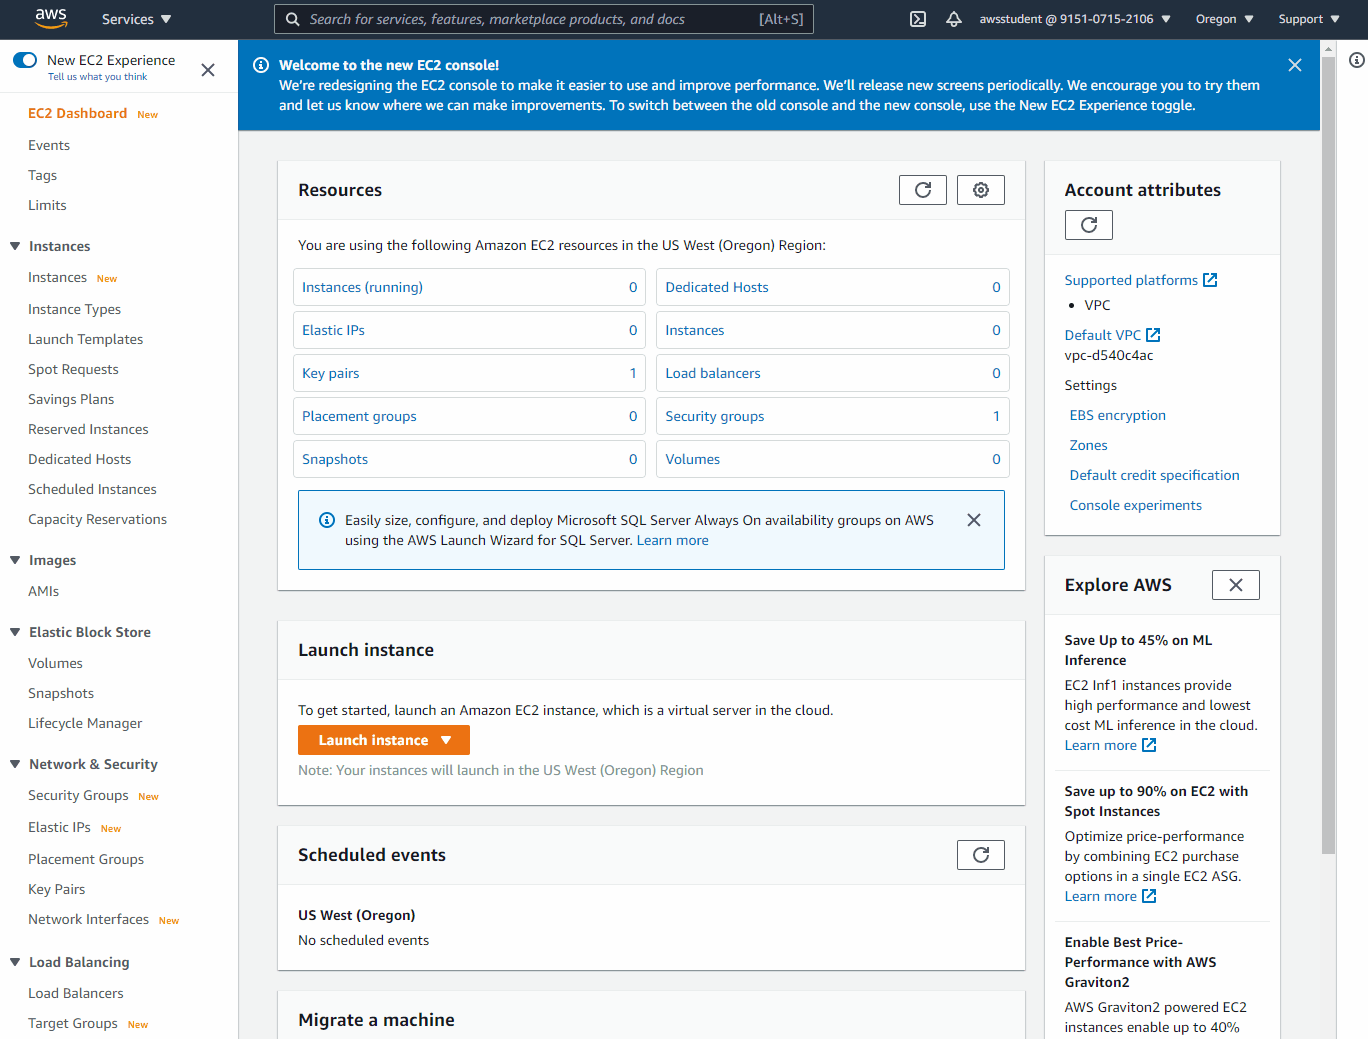 aws
Services
Search for services, features, marketplace products, and docs
[Alt+S]
awsstudent @ 9151-0715-2106
Oregon
Support
New EC2 Experience
Tell us what you think
EC2 Dashboard New
Events
Tags
Limits
Instances
Instances New
Instance Types
Launch Templates
Spot Requests
Savings Plans
Reserved Instances
Dedicated Hosts
Scheduled Instances
Capacity Reservations
Images
AMIs
Elastic Block Store
Volumes
Snapshots
Lifecycle Manager
Network & Security
Security Groups New
Elastic IPs New
Placement Groups
Key Pairs
Network Interfaces New
Load Balancing
Load Balancers
Target Groups New
Welcome to the new EC2 console!
We're redesigning the EC2 console to make it easier to use and improve performance. We'll release new screens periodically. We encourage you to try them
and let us know where we can make improvements. To switch between the old console and the new console, use the New EC2 Experience toggle.
Resources
You are using the following Amazon EC2 resources in the US West (Oregon) Region:
Instances (running) 0
Dedicated Hosts 0
Elastic IPs 0
Instances 0
Key pairs 1
Load balancers 0
Placement groups 0
Security groups 1
Snapshots 0
Volumes 0
Easily size, configure, and deploy Microsoft SQL Server Always On availability groups on AWS
using the AWS Launch Wizard for SQL Server. Learn more
Launch instance
To get started, launch an Amazon EC2 instance, which is a virtual server in the cloud.
Launch instance
Note: Your instances will launch in the US West (Oregon) Region
Scheduled events
US West (Oregon)
No scheduled events
Migrate a machine
Account attributes
Supported platforms
VPC
Default VPC
vpc-d540c4ac
Settings
EBS encryption
Zones
Default credit specification
Console experiments
Explore AWS
Save Up to 45% on ML
Inference
EC2 Inf1 instances provide
high performance and lowest
cost ML inference in the cloud.
Learn more
Save up to 90% on EC2 with
Spot Instances
Optimize price-performance
by combining EC2 purchase
options in a single EC2 ASG.
Learn more
Enable Best Price-
Performance with AWS
Graviton2
AWS Graviton2 powered EC2
instances enable up to 40%